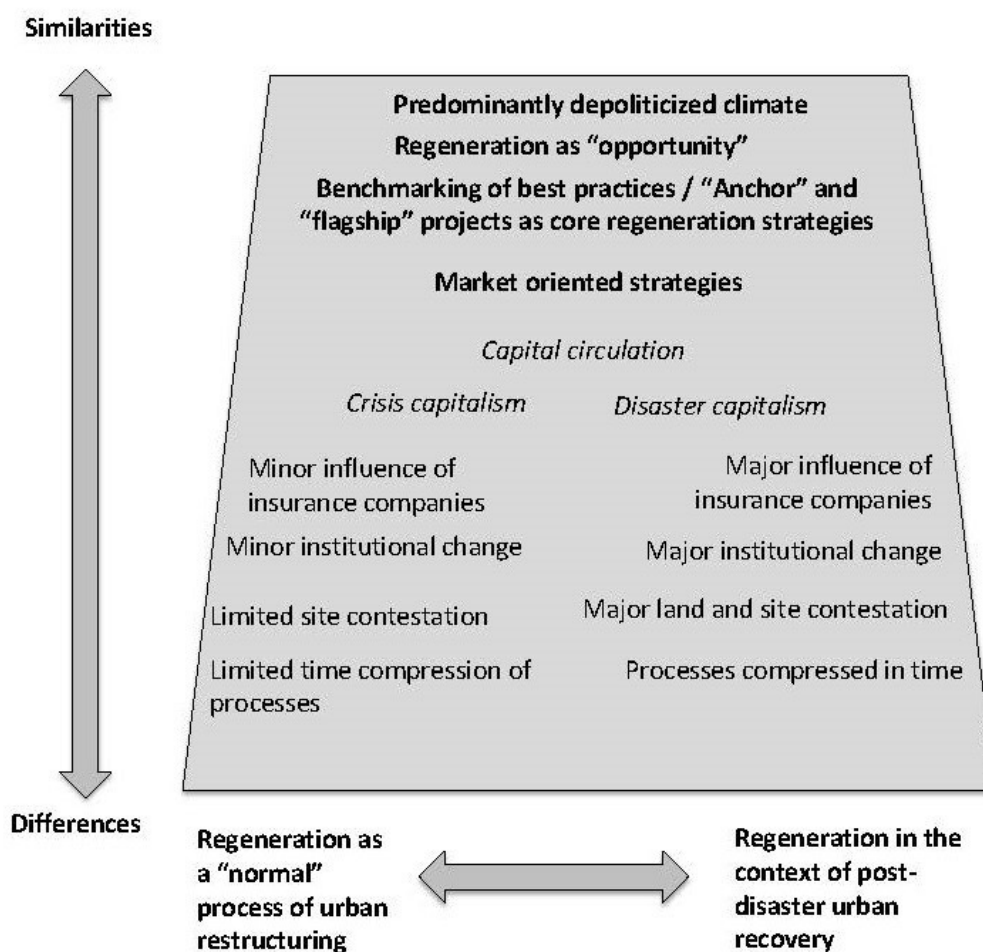 Similarities
Predominantly depoliticized climate
Regeneration as “opportunity”
Benchmarking of best practices / “Anchor” and
“flagship” projects as core regeneration strategies
Market oriented strategies
Capital circulation
Crisis capitalism
Disaster capitalism
Minor influence of
insurance companies
Major influence of
insurance companies
Minor institutional change
Major institutional change
Limited site contestation
Major land and site contestation
Limited time compression of
processes
Processes compressed in time
Differences
Regeneration as
a “normal”
process of urban
restructuring
Regeneration in the
context of post-
disaster urban
recovery